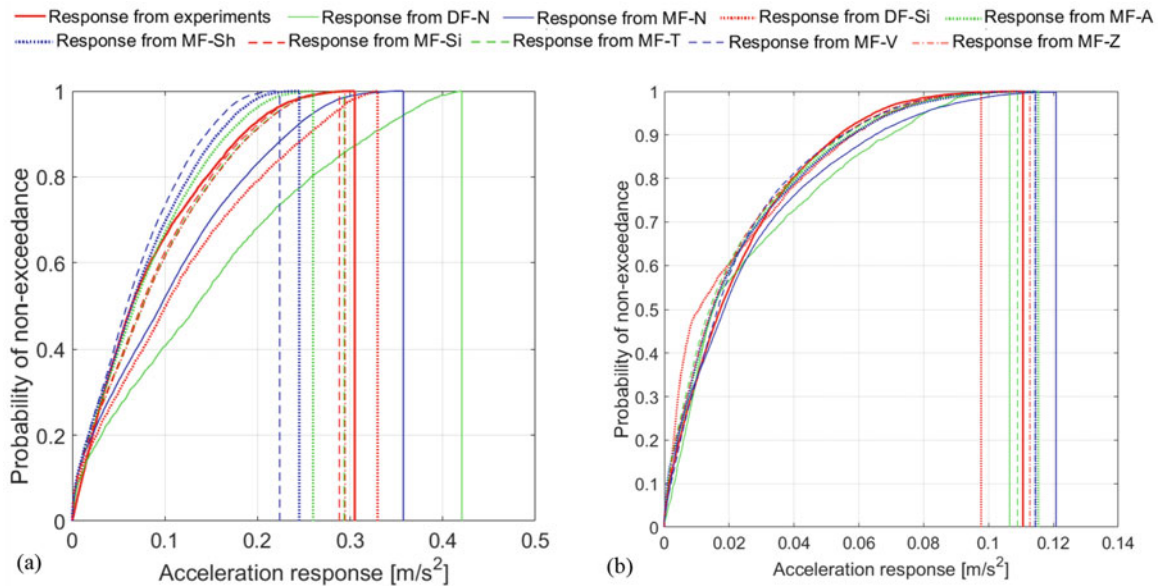 Response from experiments Response from DF-N Response from MF-N Response from DF-Si Response from MF-A
Response from MF-Sh Response from MF-Si Response from MF-T Response from MF-V Response from MF-Z
Probability of non-exceedance
1
0.8
0.6
0.4
0.2
0
0 0.1 0.2 0.3 0.4 0.5
(a)
Acceleration response [m/s²]
Probability of non-exceedance
1
0.9
0.8
0.7
0.6
0.5
0.4
0.3
0.2
0.1
0
0 0.02 0.04 0.06 0.08 0.1 0.12 0.14
(b)
Acceleration response [m/s²]